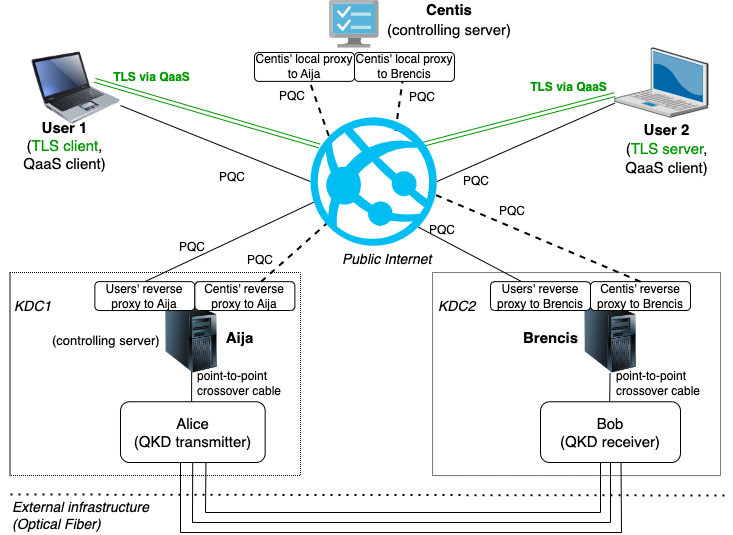 Centis
(controlling server)
Centis' local proxy
to Aija
Centis' local proxy
to Brencis
TLS via QaaS
TLS via QaaS
PQC
PQC
User 1
(TLS client,
QaaS client)
User 2
(TLS server,
QaaS client)
PQC
PQC
PQC
PQC
PQC
PQC
Public Internet
KDC1
Users' reverse
proxy to Aija
Centis' reverse
proxy to Aija
KDC2
Users' reverse
proxy to Brencis
Centis' reverse
proxy to Brencis
(controlling server)
Aija
Brencis
point-to-point
crossover cable
point-to-point
crossover cable
Alice
(QKD transmitter)
Bob
(QKD receiver)
External infrastructure
(Optical Fiber)